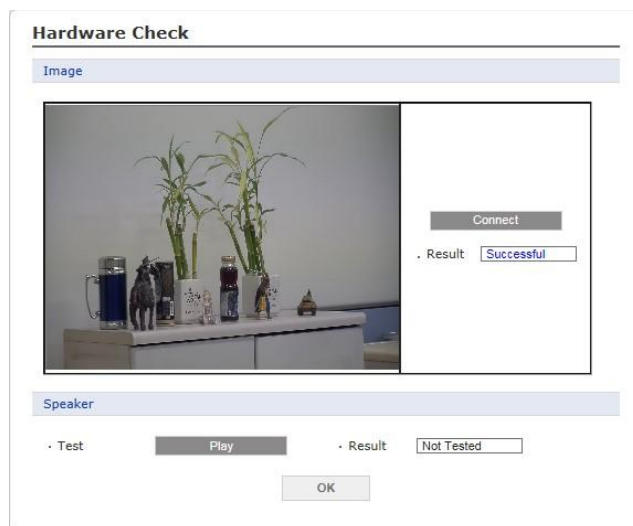 Hardware Check
Image
Connect
. Result Successful
Speaker
· Test Play · Result Not Tested
OK